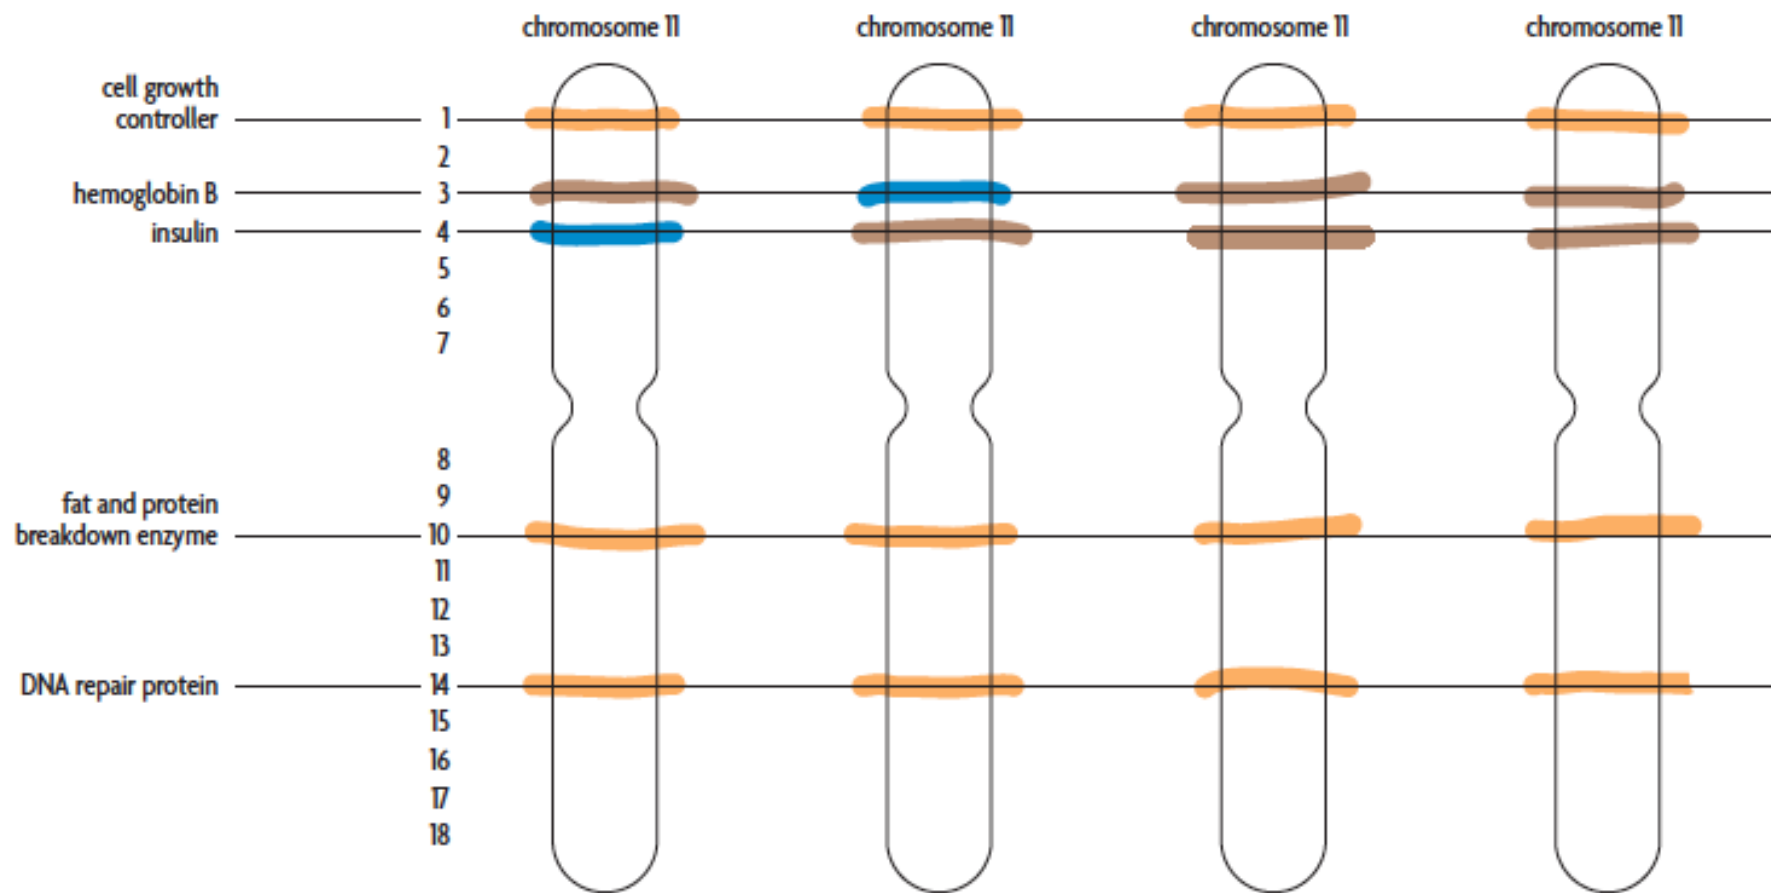 chromosome 11 chromosome 11 chromosome 11 chromosome 11
cell growth
controller 1
2
hemoglobin B 3
insulin 4
5
6
7
8
9
fat and protein
breakdown enzyme 10
11
12
13
DNA repair protein 14
15
16
17
18